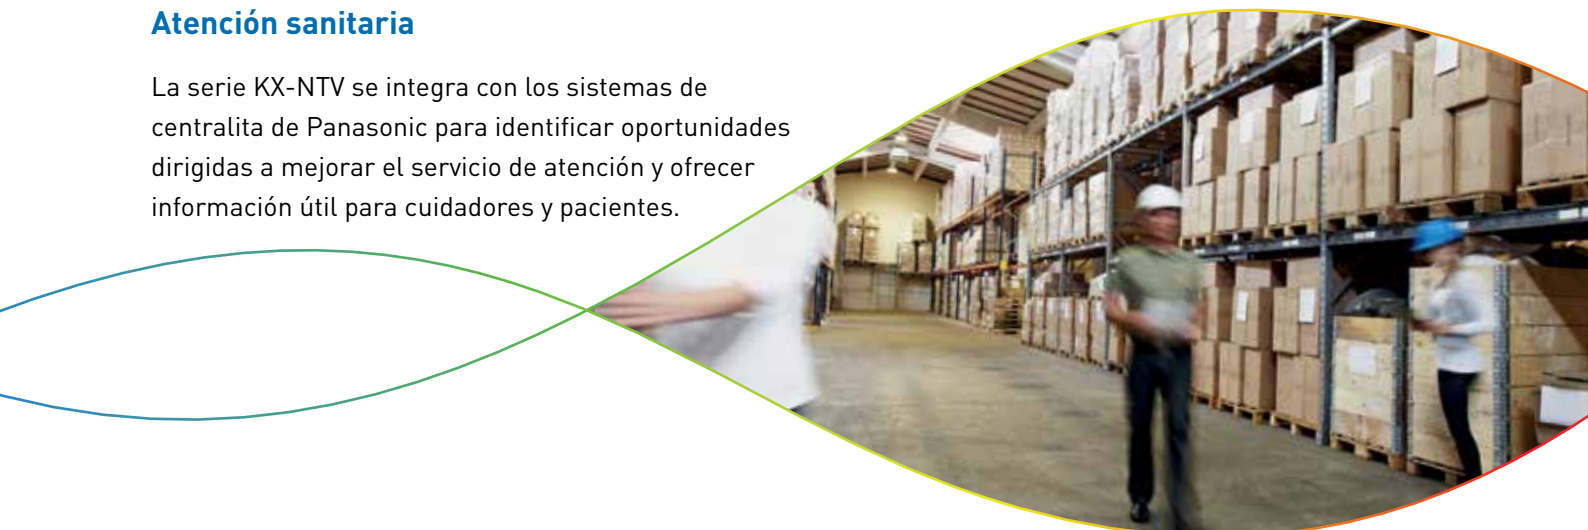 Atención sanitaria
La serie KX-NTV se integra con los sistemas de
centralita de Panasonic para identificar oportunidades
dirigidas a mejorar el servicio de atención y ofrecer
información útil para cuidadores y pacientes.